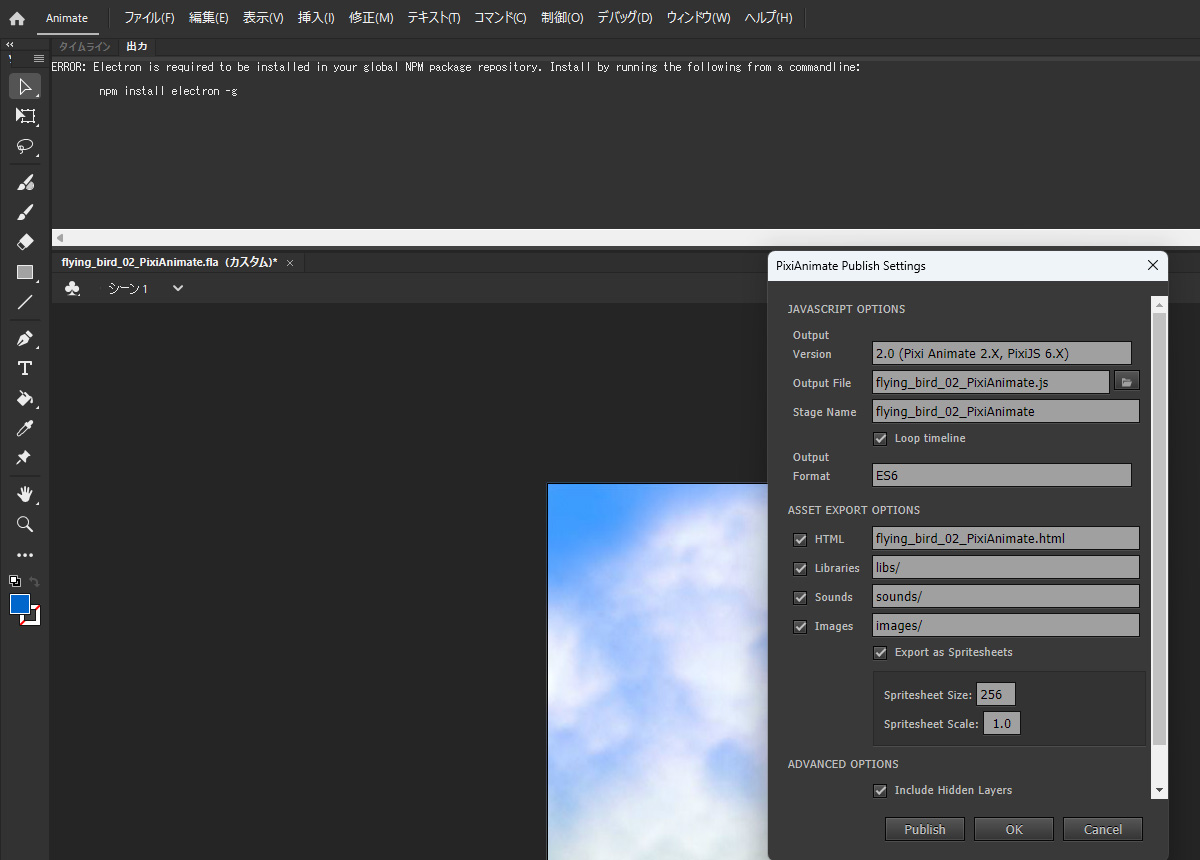 Animate ファイル(F) 編集(E) 表示(V) 挿入(I) 修正(M) テキスト(T) コマンド(C) 制御(O) デバッグ(D) ウィンドウ(W) ヘルプ(H)
タイムライン 出力
ERROR: Electron is required to be installed in your global NPM package repository. Install by running the following from a commandline:
npm install electron -g
flying_bird_02_PixiAnimate.fla (カスタム)* ×
シーン 1
PixiAnimate Publish Settings
JAVASCRIPT OPTIONS
Output
Version 2.0 (Pixi Animate 2.X, PixiJS 6.X)
Output File flying_bird_02_PixiAnimate.js
Stage Name flying_bird_02_PixiAnimate
Loop timeline
Output
Format ES6
ASSET EXPORT OPTIONS
HTML flying_bird_02_PixiAnimate.html
Libraries libs/
Sounds sounds/
Images images/
Export as Spritesheets
Spritesheet Size: 256
Spritesheet Scale: 1.0
ADVANCED OPTIONS
Include Hidden Layers
Publish OK Cancel